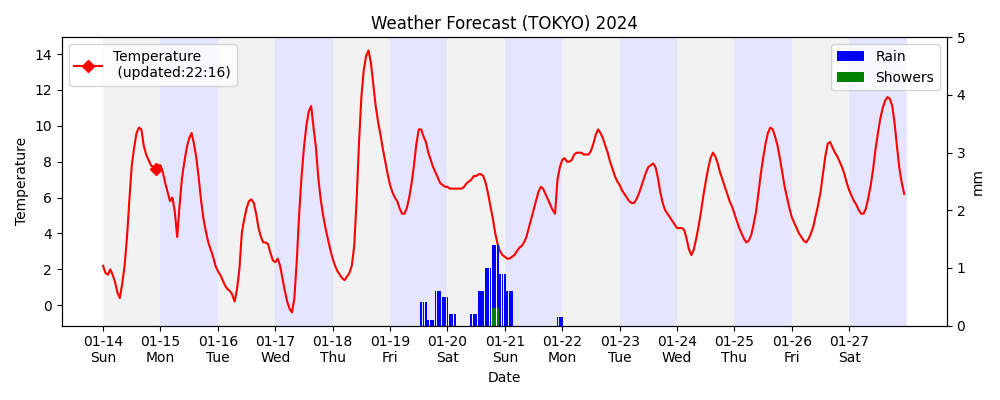 Weather Forecast (TOKYO) 2024
Temperature
(updated:22:16)
Rain
Showers
Temperature
14
12
10
8
6
4
2
0
5
4
3
2
1
0
mm
01-14 01-15 01-16 01-17 01-18 01-19 01-20 01-21 01-22 01-23 01-24 01-25 01-26 01-27
Sun Mon Tue Wed Thu Fri Sat Sun Mon Tue Wed Thu Fri Sat
Date